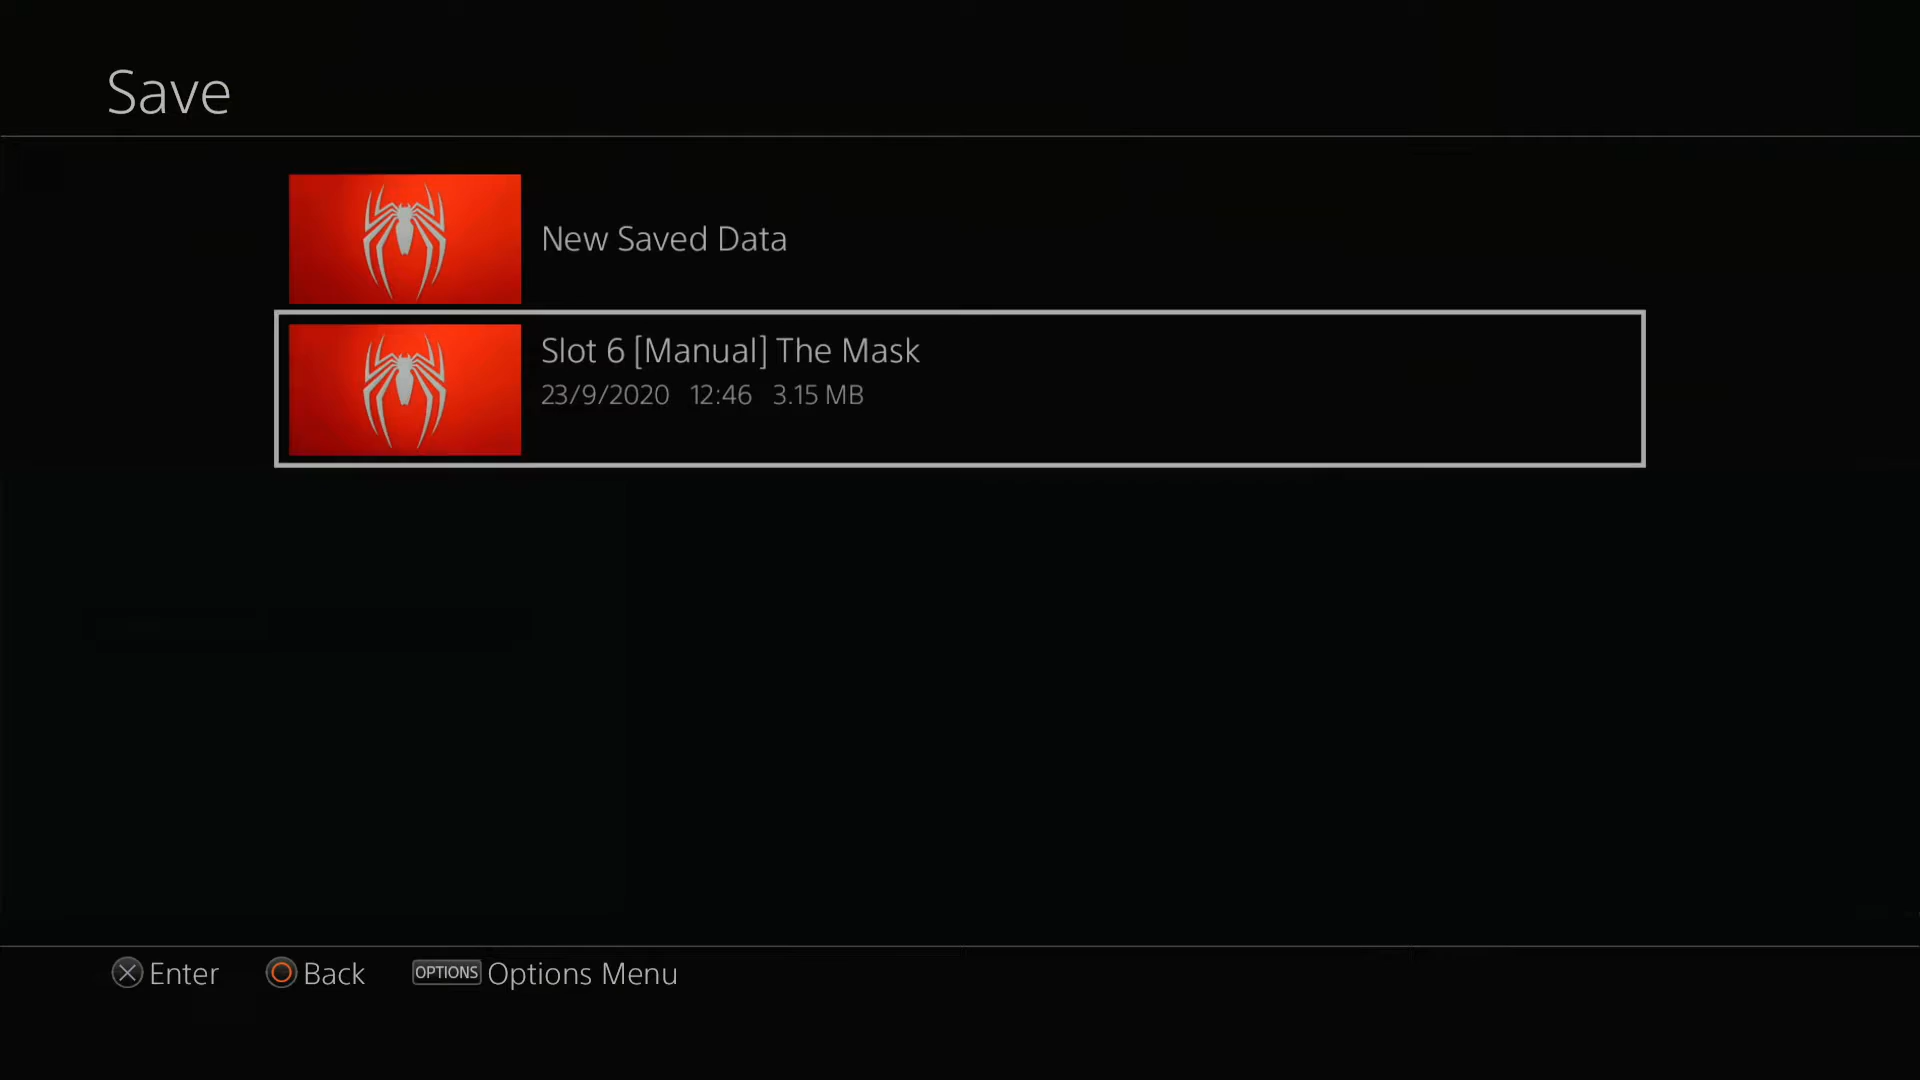 Save
New Saved Data
Slot 6 [Manual] The Mask
23/9/2020 12:46 3.15 MB
Enter Back OPTIONS Options Menu